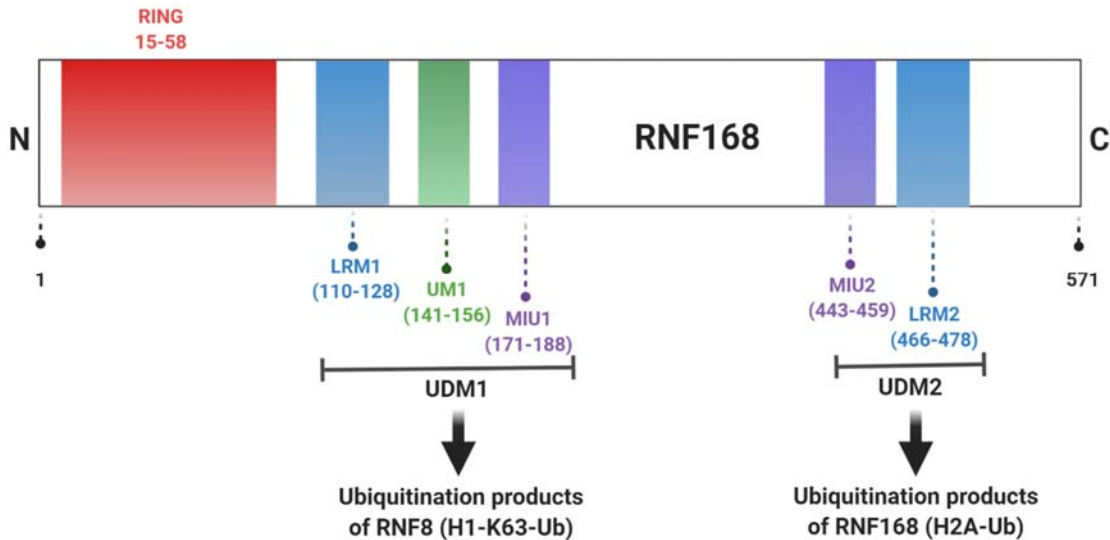 RING
15-58
N
RNF168
C
1
LRM1
(110-128)
UM1
(141-156)
MIU1
(171-188)
MIU2
(443-459)
LRM2
(466-478)
571
UDM1
UDM2
Ubiquitination products
of RNF8 (H1-K63-Ub)
Ubiquitination products
of RNF168 (H2A-Ub)